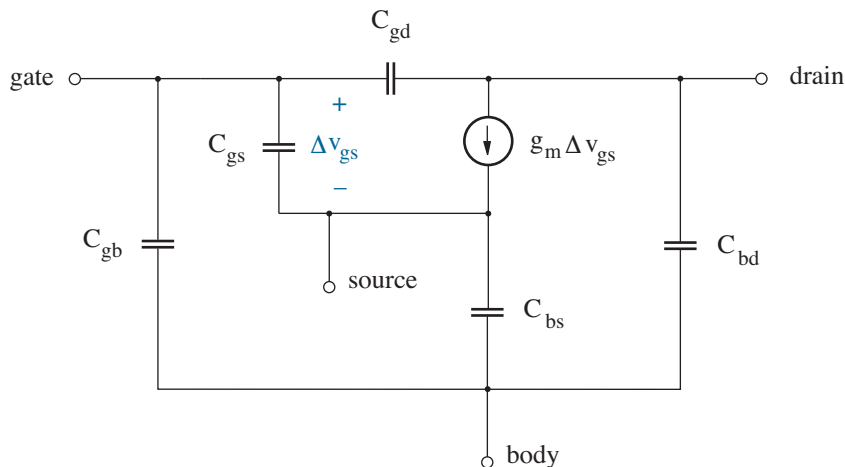 C_gd
gate
drain
+
C_gs
Δv_gs
g_m Δv_gs
−
C_gb
C_bd
source
C_bs
body